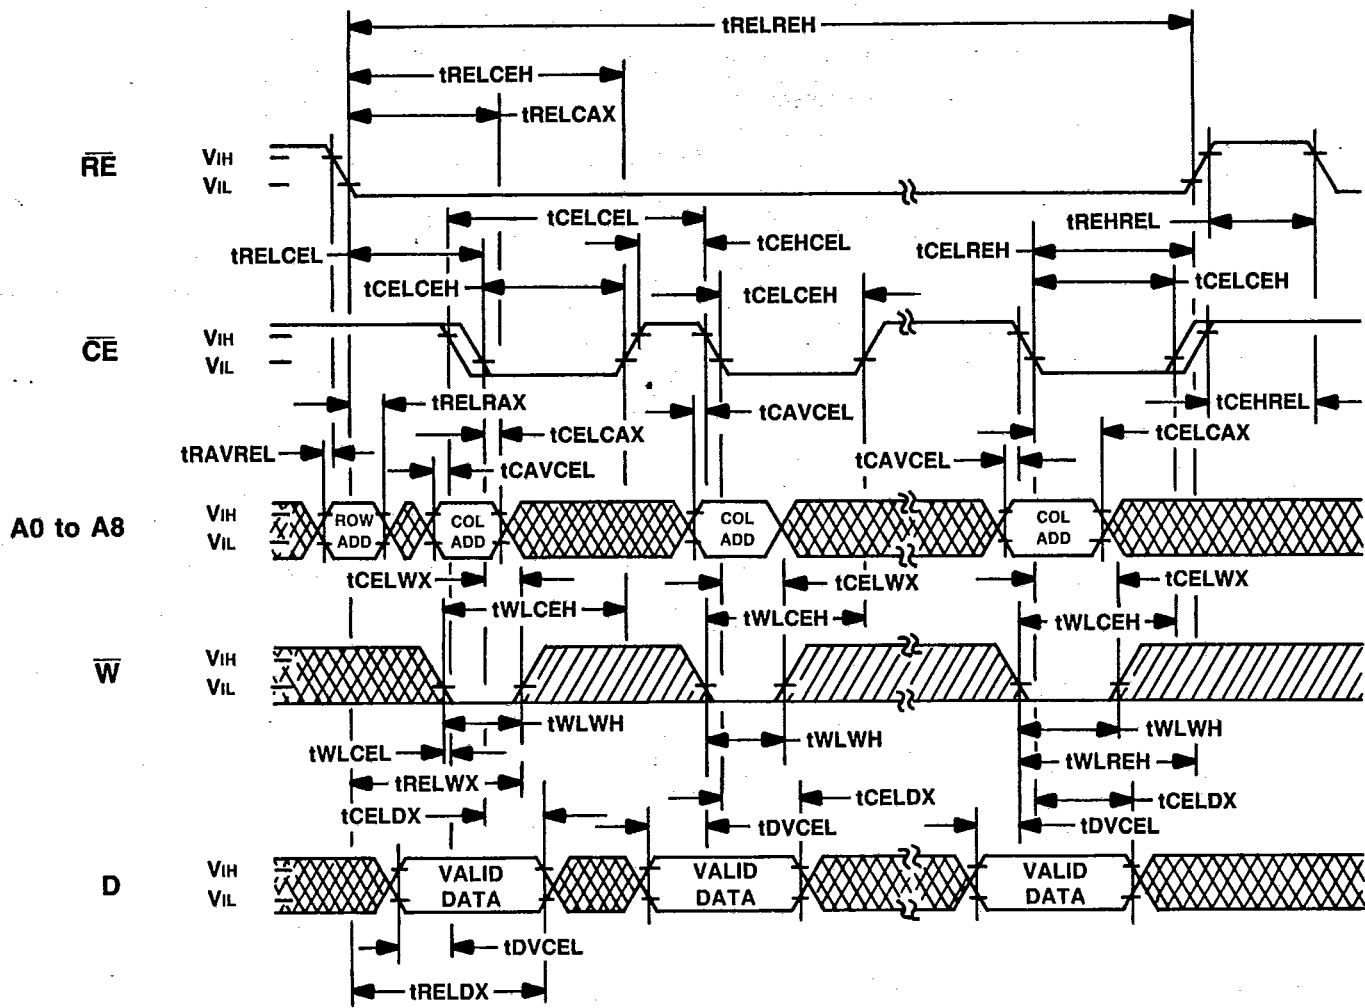 tRELREH
tRELCEH
tRELCAX
RE
VIH
VIL
tCELCEL
tREHREL
tCEHCEL
tRELCEL
tCELREH
tCELCEH
tCELCEH
tCELCEH
CE
VIH
VIL
tRELRAX
tCAVCEL
tCEHREL
tCELCAX
tCELCAX
tRAVREL
tCAVCEL
tCAVCEL
A0 to A8
VIH
VIL
ROW
ADD
COL
ADD
COL
ADD
COL
ADD
tCELWX
tCELWX
tCELWX
tWLCEH
tWLCEH
tWLCEH
W
VIH
VIL
tWLWH
tWLWH
tWLWH
tWLCEL
tWLREH
tRELWX
tCELDX
tCELDX
tCELDX
tDVCEL
tDVCEL
D
VIH
VIL
VALID
DATA
VALID
DATA
VALID
DATA
tDVCEL
tRELDX